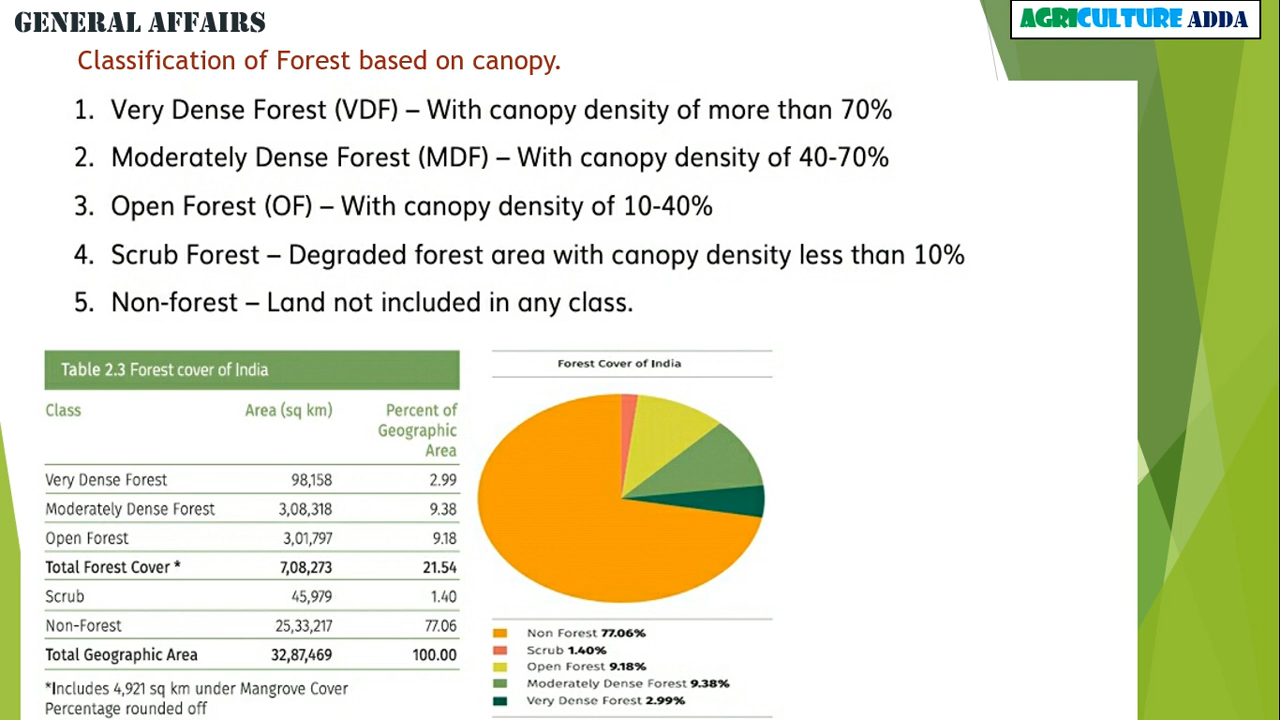 GENERAL AFFAIRS
AGRICULTURE ADDA
Classification of Forest based on canopy.
1. Very Dense Forest (VDF) – With canopy density of more than 70%
2. Moderately Dense Forest (MDF) – With canopy density of 40-70%
3. Open Forest (OF) – With canopy density of 10-40%
4. Scrub Forest – Degraded forest area with canopy density less than 10%
5. Non-forest – Land not included in any class.
Table 2.3 Forest cover of India
Class Area (sq km) Percent of
Geographic
Area
Very Dense Forest 98,158 2.99
Moderately Dense Forest 3,08,318 9.38
Open Forest 3,01,797 9.18
Total Forest Cover * 7,08,273 21.54
Scrub 45,979 1.40
Non-Forest 25,33,217 77.06
Total Geographic Area 32,87,469 100.00
*Includes 4,921 sq km under Mangrove Cover
Percentage rounded off
Forest Cover of India
Non Forest 77.06%
Scrub 1.40%
Open Forest 9.18%
Moderately Dense Forest 9.38%
Very Dense Forest 2.99%